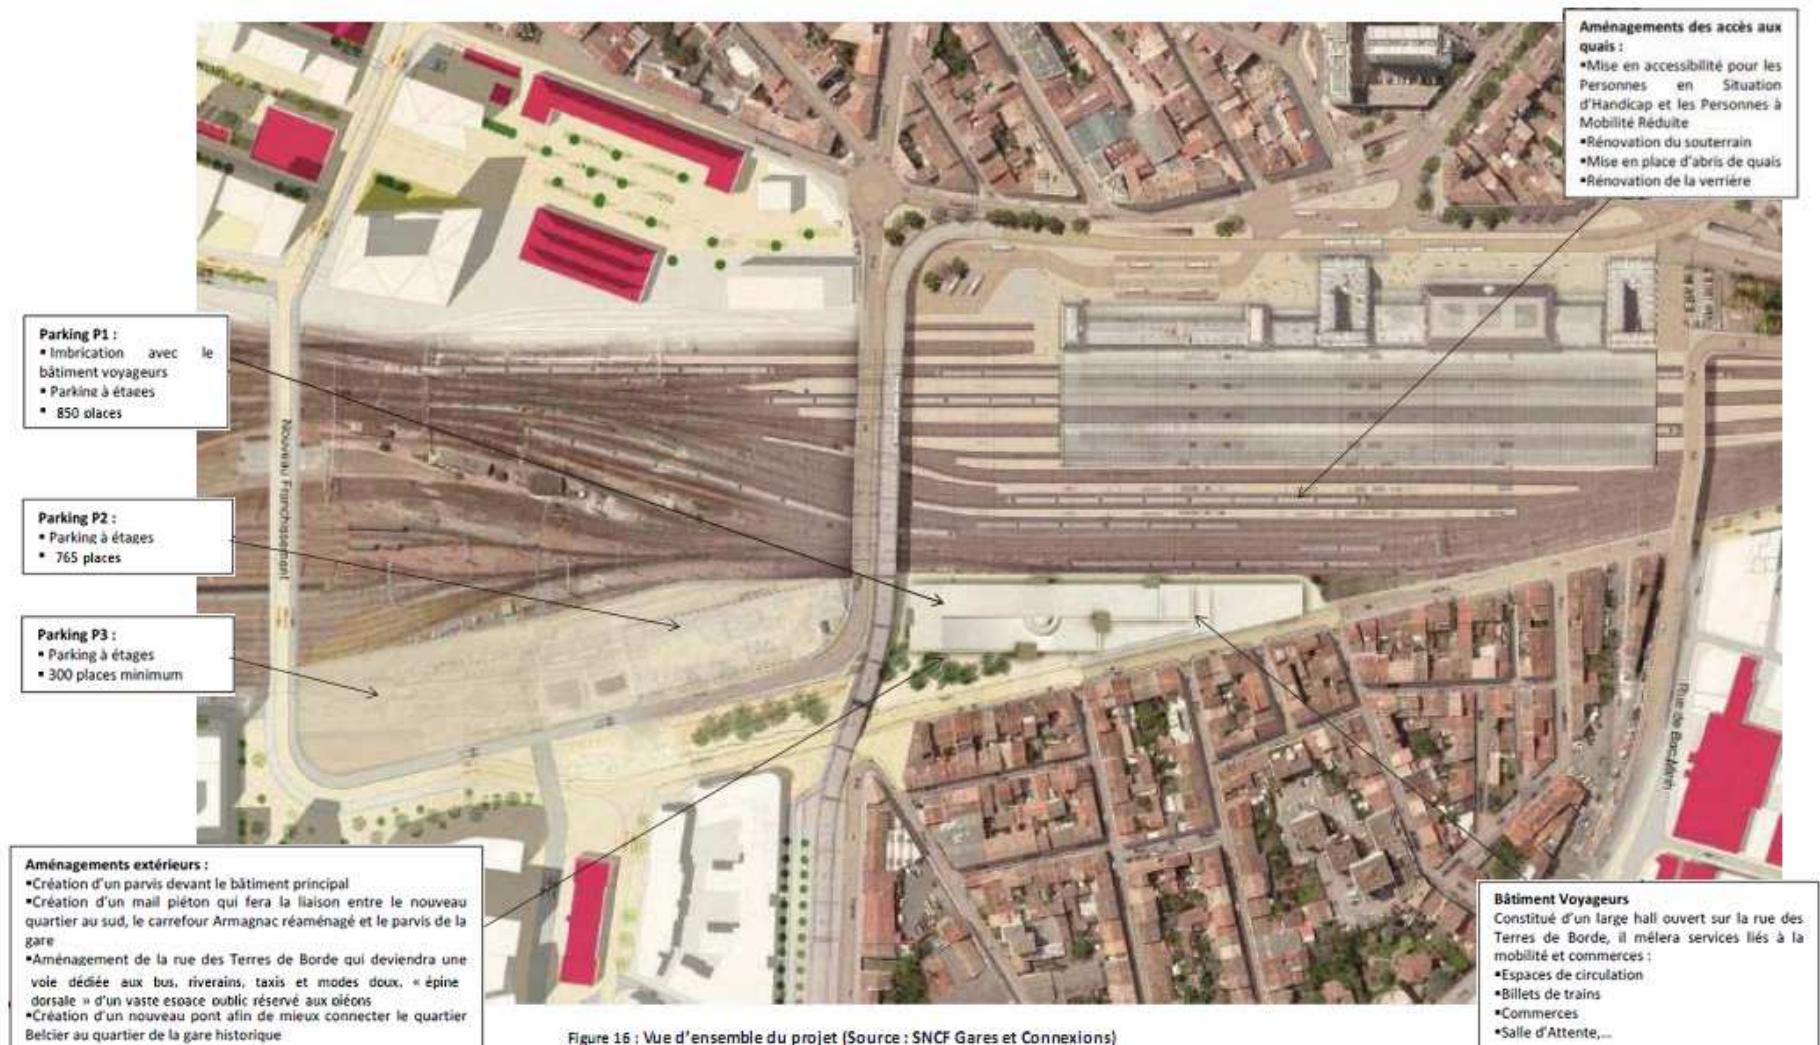 Aménagements des accès aux
quais :
▪Mise en accessibilité pour les
Personnes en Situation
d'Handicap et les Personnes à
Mobilité Réduite
▪Rénovation du souterrain
▪Mise en place d'abris de quais
▪Rénovation de la verrière
Parking P1 :
▪ Imbrication avec le
bâtiment voyageurs
▪ Parking à étages
▪ 850 places
Nouveau Franchissement
Parking P2 :
▪ Parking à étages
▪ 765 places
Parking P3 :
▪ Parking à étages
▪ 300 places minimum
Aménagements extérieurs :
▪Création d'un parvis devant le bâtiment principal
▪Création d'un mail piéton qui fera la liaison entre le nouveau
quartier au sud, le carrefour Armagnac réaménagé et le parvis de la
gare
▪Aménagement de la rue des Terres de Borde qui deviendra une
voie dédiée aux bus, riverains, taxis et modes doux, « épine
dorsale » d'un vaste espace public réservé aux piéons
▪Création d'un nouveau pont afin de mieux connecter le quartier
Belcier au quartier de la gare historique
Bâtiment Voyageurs
Constitué d'un large hall ouvert sur la rue des
Terres de Borde, il mêlera services liés à la
mobilité et commerces :
▪Espaces de circulation
▪Billets de trains
▪Commerces
▪Salle d'Attente,...
Figure 16 : Vue d'ensemble du projet (Source : SNCF Gares et Connexions)